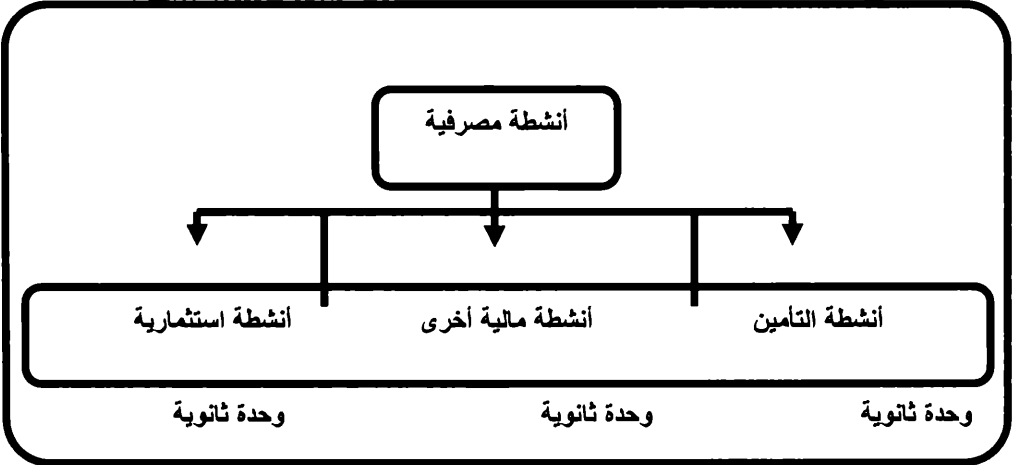 أنشطة مصرفية
أنشطة التأمين أنشطة مالية أخرى أنشطة استثمارية
وحدة ثانوية وحدة ثانوية وحدة ثانوية